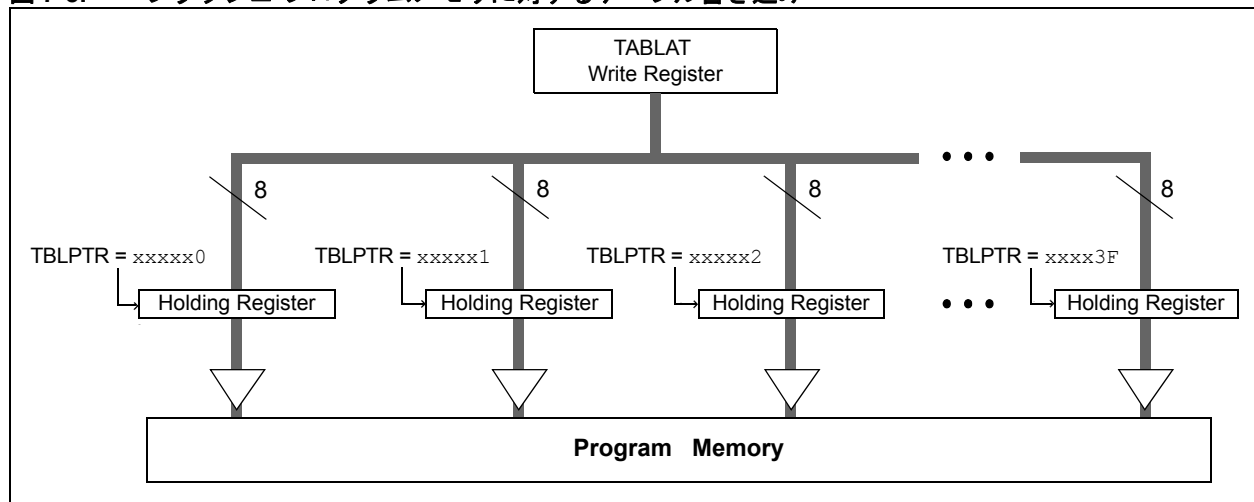 TABLAT
Write Register
• • •
8
8
8
8
TBLPTR = xxxxx0
TBLPTR = xxxxx1
TBLPTR = xxxxx2
TBLPTR = xxxx3F
Holding Register
Holding Register
Holding Register
• • •
Holding Register
Program Memory